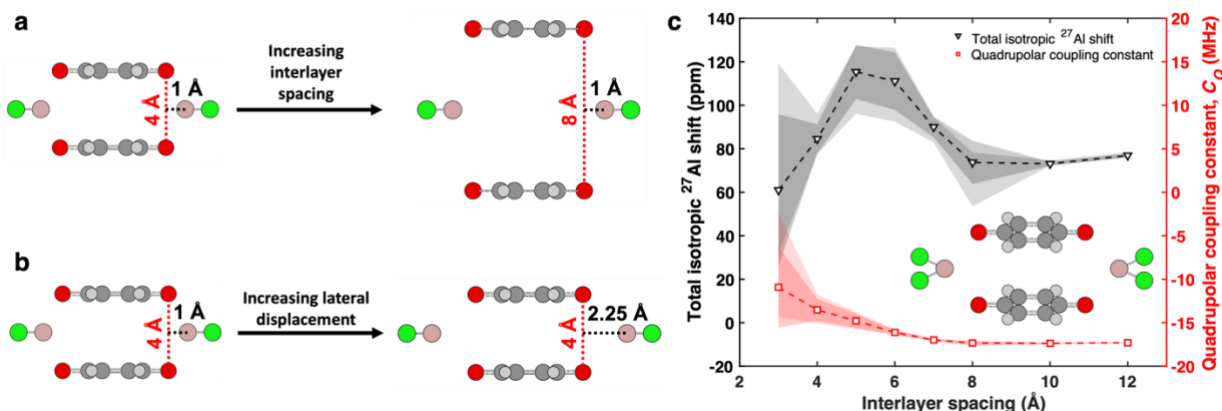 a
Increasing
interlayer
spacing
4 Å
1 Å
8 Å
1 Å
b
Increasing lateral
displacement
4 Å
1 Å
4 Å
2.25 Å
c
Total isotropic ²⁷Al shift (ppm)
140
120
100
80
60
40
20
0
-20
Total isotropic ²⁷Al shift
Quadrupolar coupling constant
20
15
10
5
0
-5
-10
-15
-20
Quadrupolar coupling constant, C_Q (MHz)
2
4
6
8
10
12
Interlayer spacing (Å)